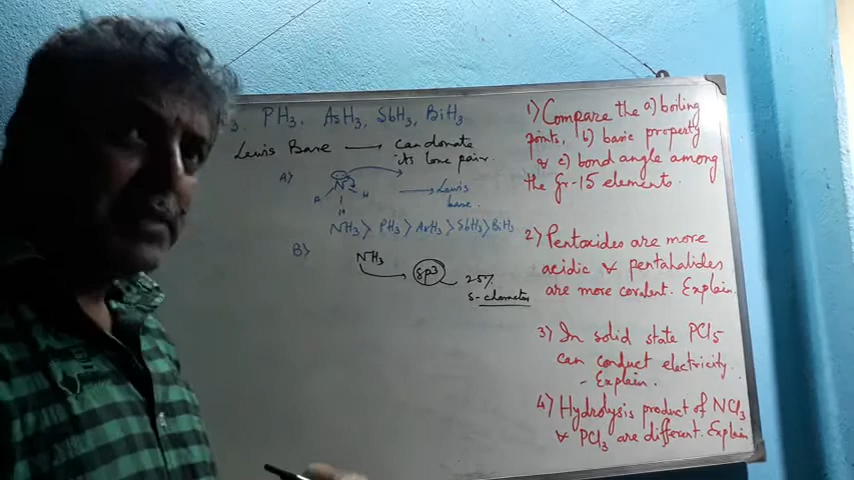 3. PH3, AsH3, SbH3, BiH3
Lewis Base → can donate
its lone pair.
A>
N
H H
H
→ Lewis
base.
NH3 > PH3 > AsH3 > SbH3 > BiH3
B>
NH3
sp3
25%
s-character
1> Compare the a) boiling
points, b) basic property
& c) bond angle among
the Gr-15 elements.
2> Pentoxides are more
acidic & pentahalides
are more covalent. Explain
3> In solid state PCl5
can conduct electricity.
- Explain.
4> Hydrolysis product of NCl3
& PCl3 are different. Explain